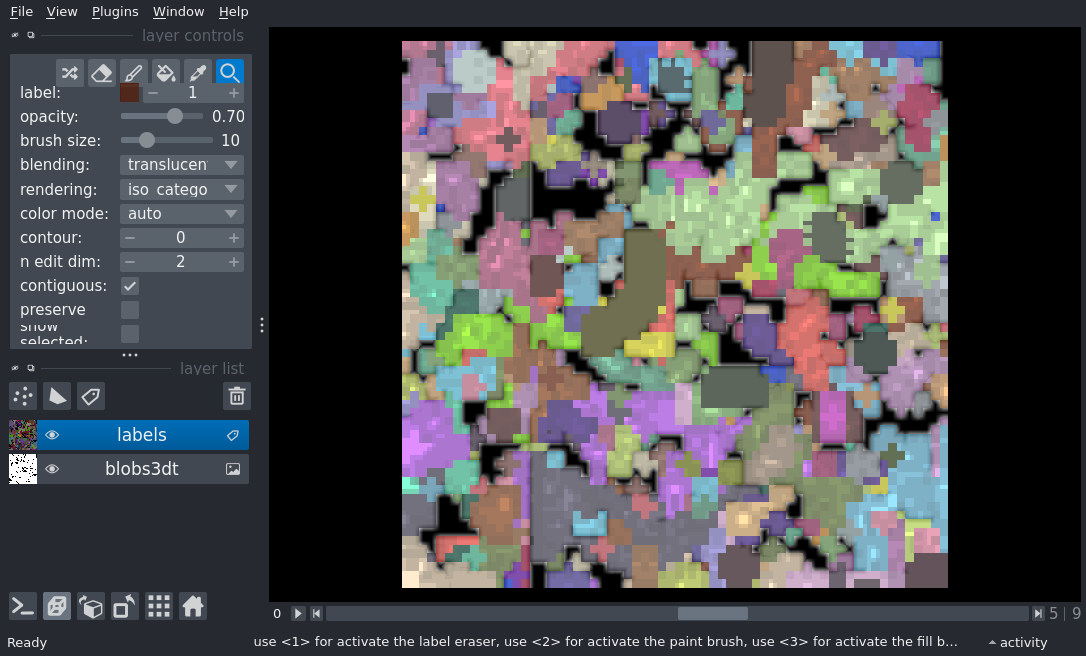 File View Plugins Window Help
layer controls
label: 1
opacity: 0.70
brush size: 10
blending: translucen
rendering: iso_catego
color mode: auto
contour: 0
n edit dim: 2
contiguous:
preserve
show
selected:
layer list
labels
blobs3dt
0 5 | 9
Ready use <1> for activate the label eraser, use <2> for activate the paint brush, use <3> for activate the fill b... activity